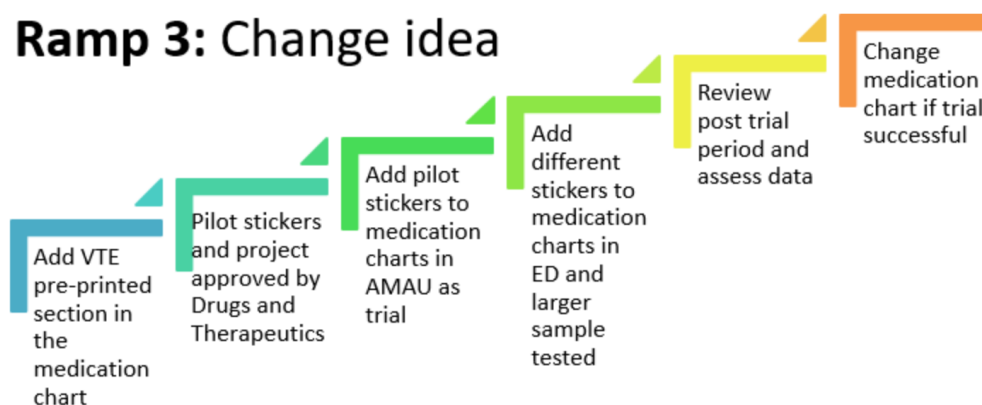 Ramp 3: Change idea
Add VTE
pre-printed
section in
the
medication
chart
Pilot stickers
and project
approved by
Drugs and
Therapeutics
Add pilot
stickers to
medication
charts in
AMAU as
trial
Add
different
stickers to
medication
charts in
ED and
larger
sample
tested
Review
post trial
period and
assess data
Change
medication
chart if trial
successful